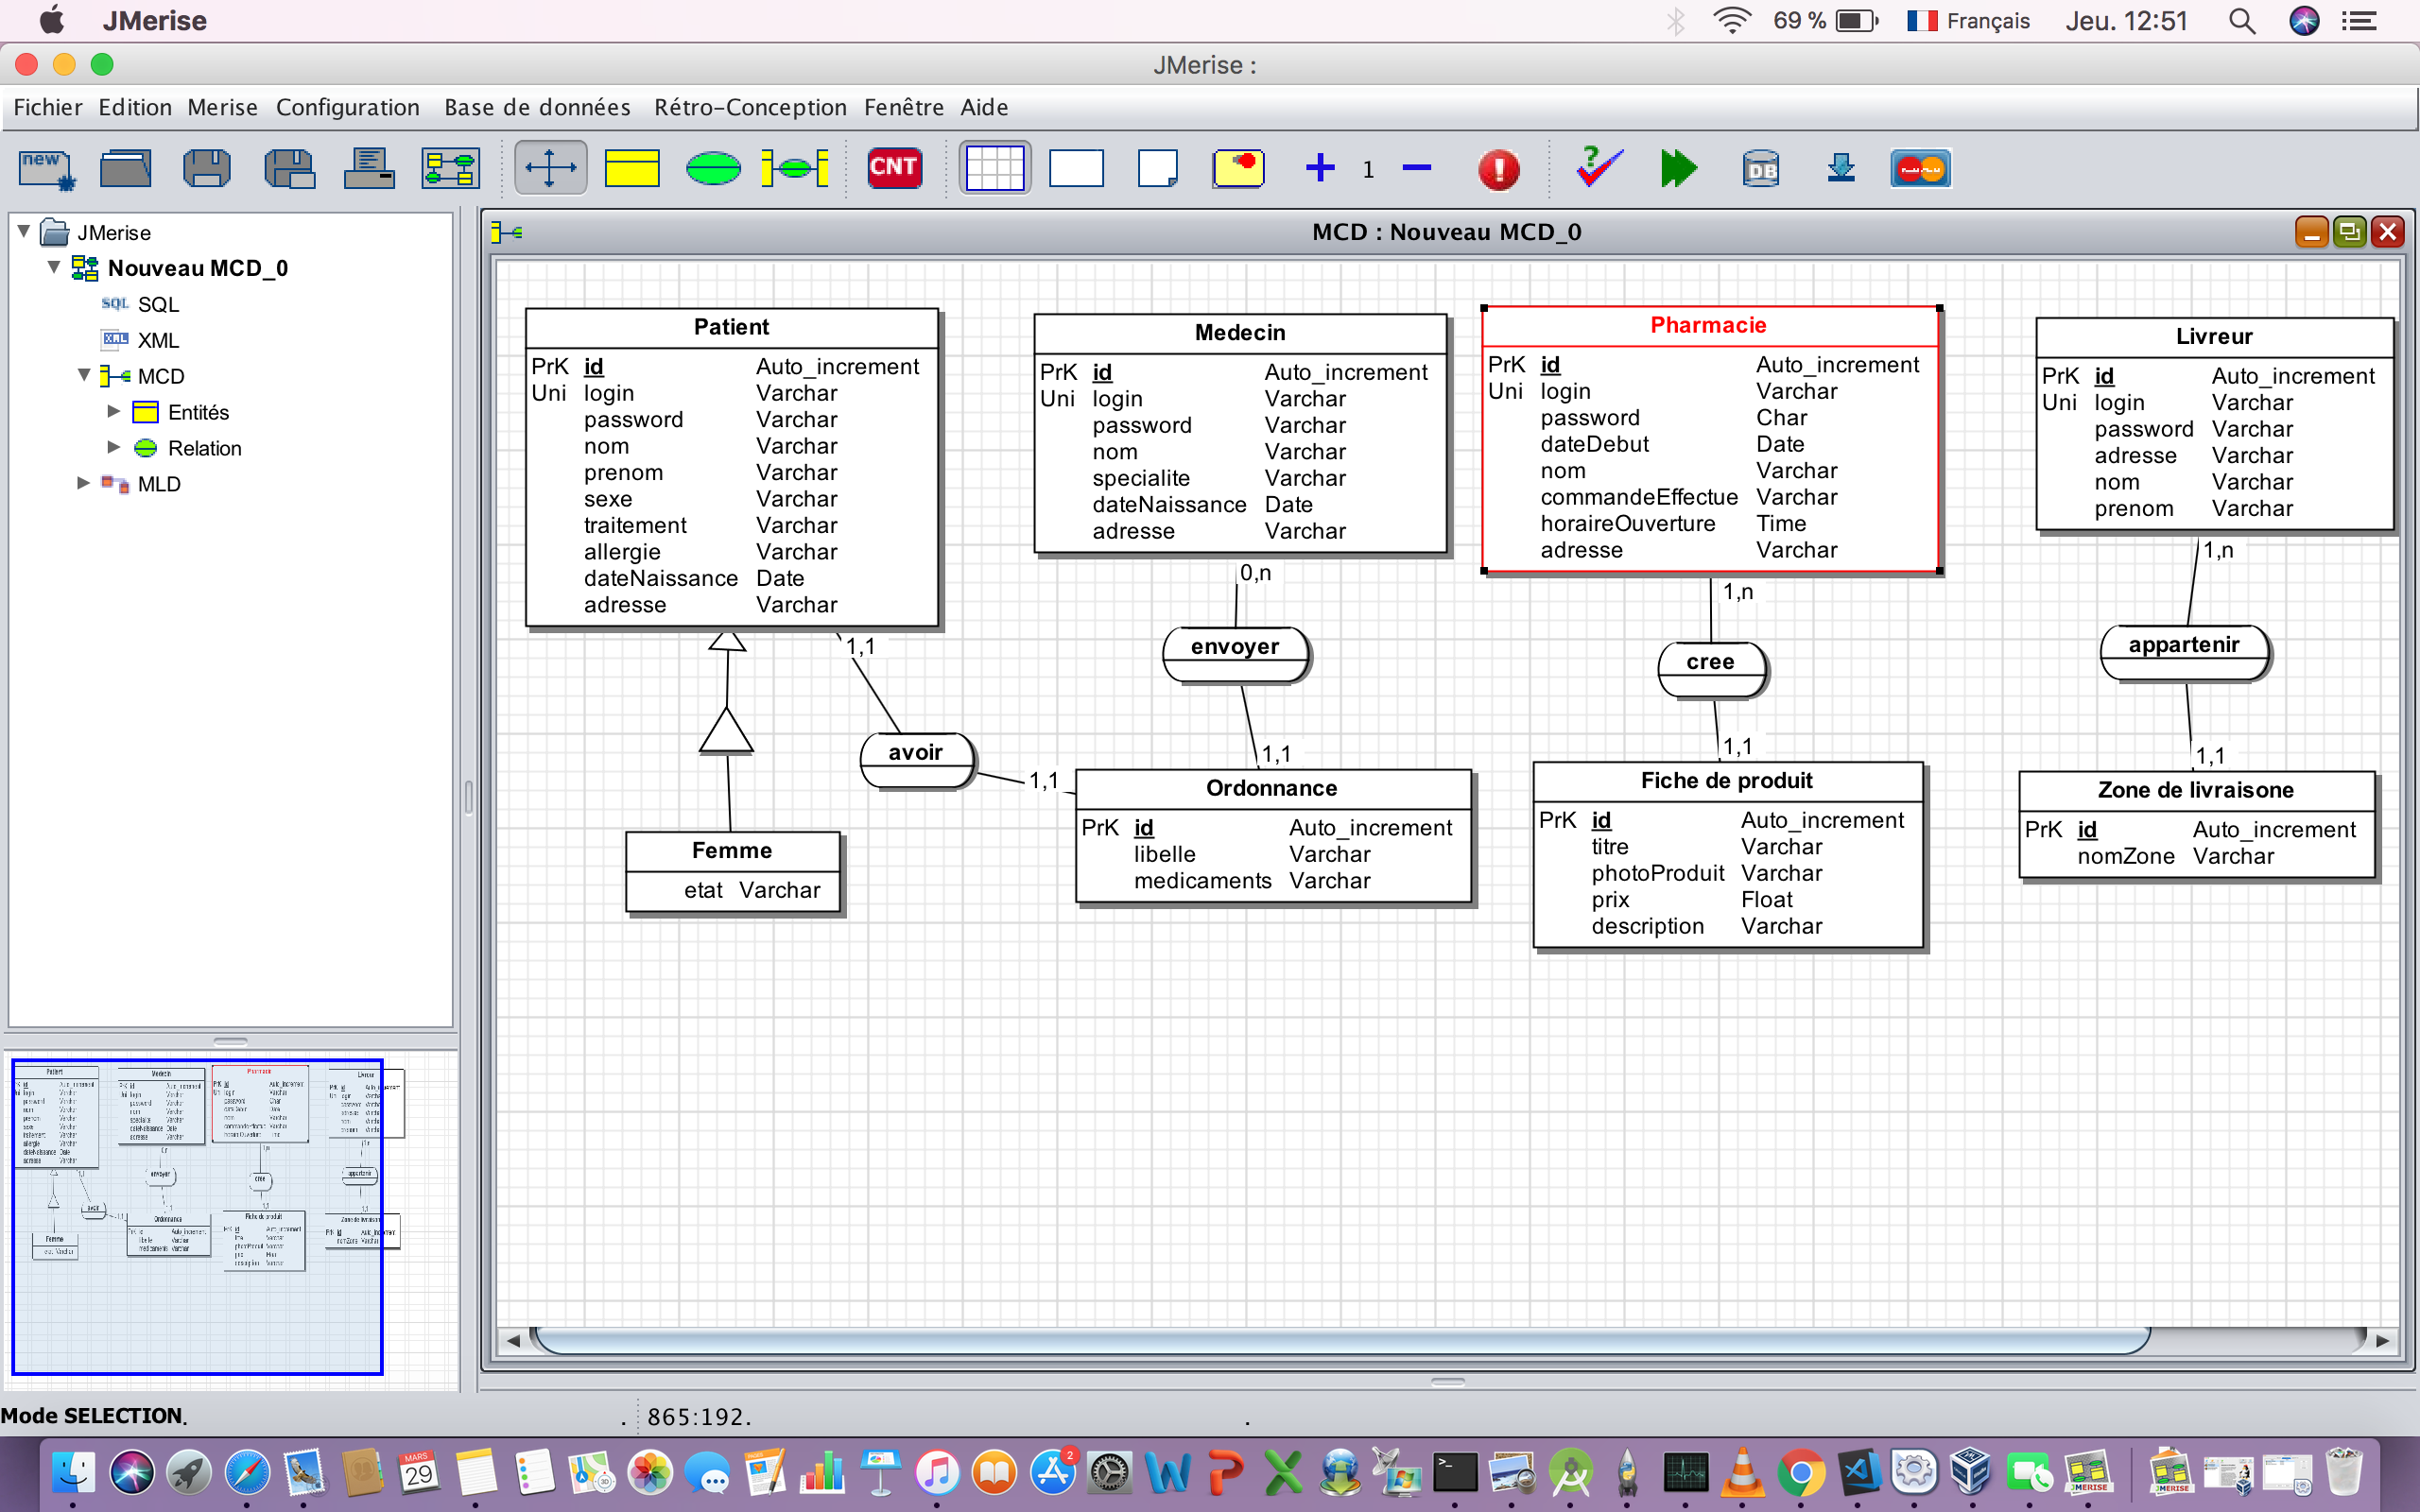 JMerise
69 %
Français
Jeu. 12:51
JMerise :
Fichier Edition Merise Configuration Base de données Rétro-Conception Fenêtre Aide
new
CNT
1
DB
JMerise
Nouveau MCD_0
SQL SQL
XML XML
MCD
Entités
Relation
MLD
MCD : Nouveau MCD_0
Patient
PrK id Auto_increment
Uni login Varchar
password Varchar
nom Varchar
prenom Varchar
sexe Varchar
traitement Varchar
allergie Varchar
dateNaissance Date
adresse Varchar
Medecin
PrK id Auto_increment
Uni login Varchar
password Varchar
nom Varchar
specialite Varchar
dateNaissance Date
adresse Varchar
Pharmacie
PrK id Auto_increment
Uni login Varchar
password Char
dateDebut Date
nom Varchar
commandeEffectue Varchar
horaireOuverture Time
adresse Varchar
Livreur
PrK id Auto_increment
Uni login Varchar
password Varchar
adresse Varchar
nom Varchar
prenom Varchar
1,1
0,n
1,n
1,n
envoyer
cree
appartenir
avoir
1,1
1,1
1,1
1,1
Femme
etat Varchar
Ordonnance
PrK id Auto_increment
libelle Varchar
medicaments Varchar
Fiche de produit
PrK id Auto_increment
titre Varchar
photoProduit Varchar
prix Float
description Varchar
Zone de livraisone
PrK id Auto_increment
nomZone Varchar
Mode SELECTION.
. 865:192.
.
MARS
29
2
JMERISE
JMERISE